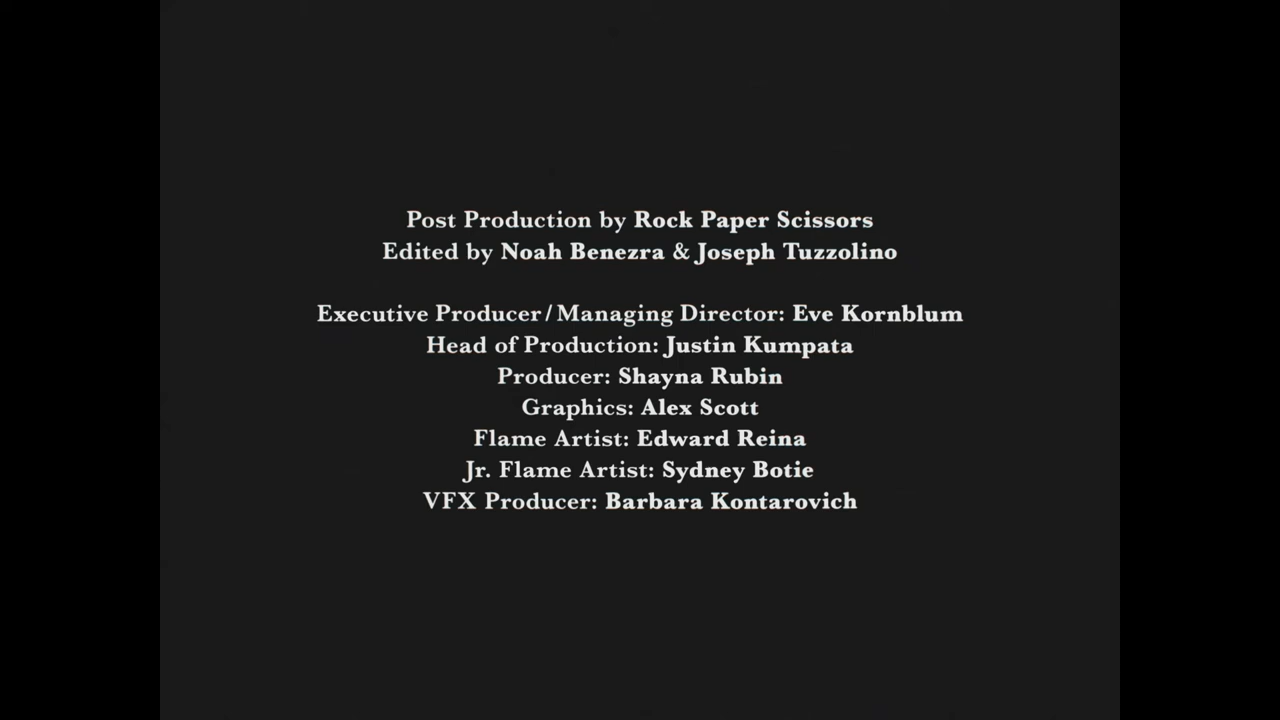 Post Production by Rock Paper Scissors
Edited by Noah Benezra & Joseph Tuzzolino
Executive Producer/Managing Director: Eve Kornblum
Head of Production: Justin Kumpata
Producer: Shayna Rubin
Graphics: Alex Scott
Flame Artist: Edward Reina
Jr. Flame Artist: Sydney Botie
VFX Producer: Barbara Kontarovich